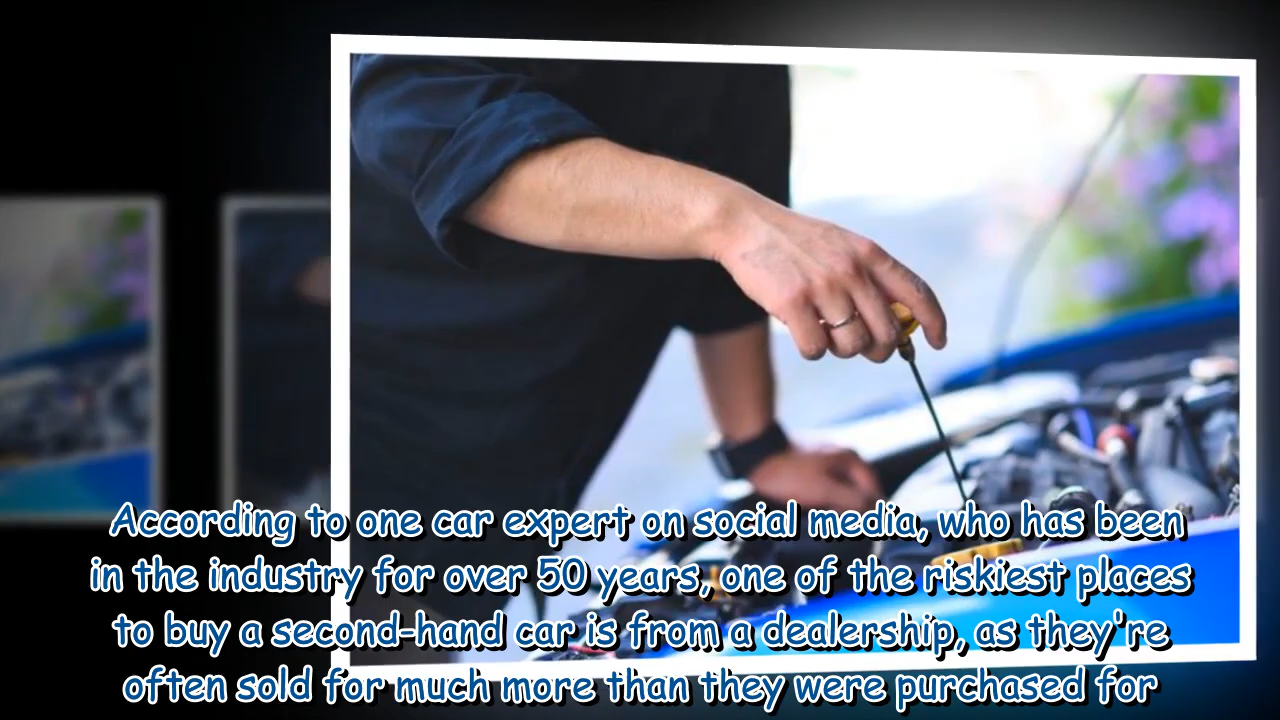 According to one car expert on social media, who has been
in the industry for over 50 years, one of the riskiest places
to buy a second-hand car is from a dealership, as they're
often sold for much more than they were purchased for